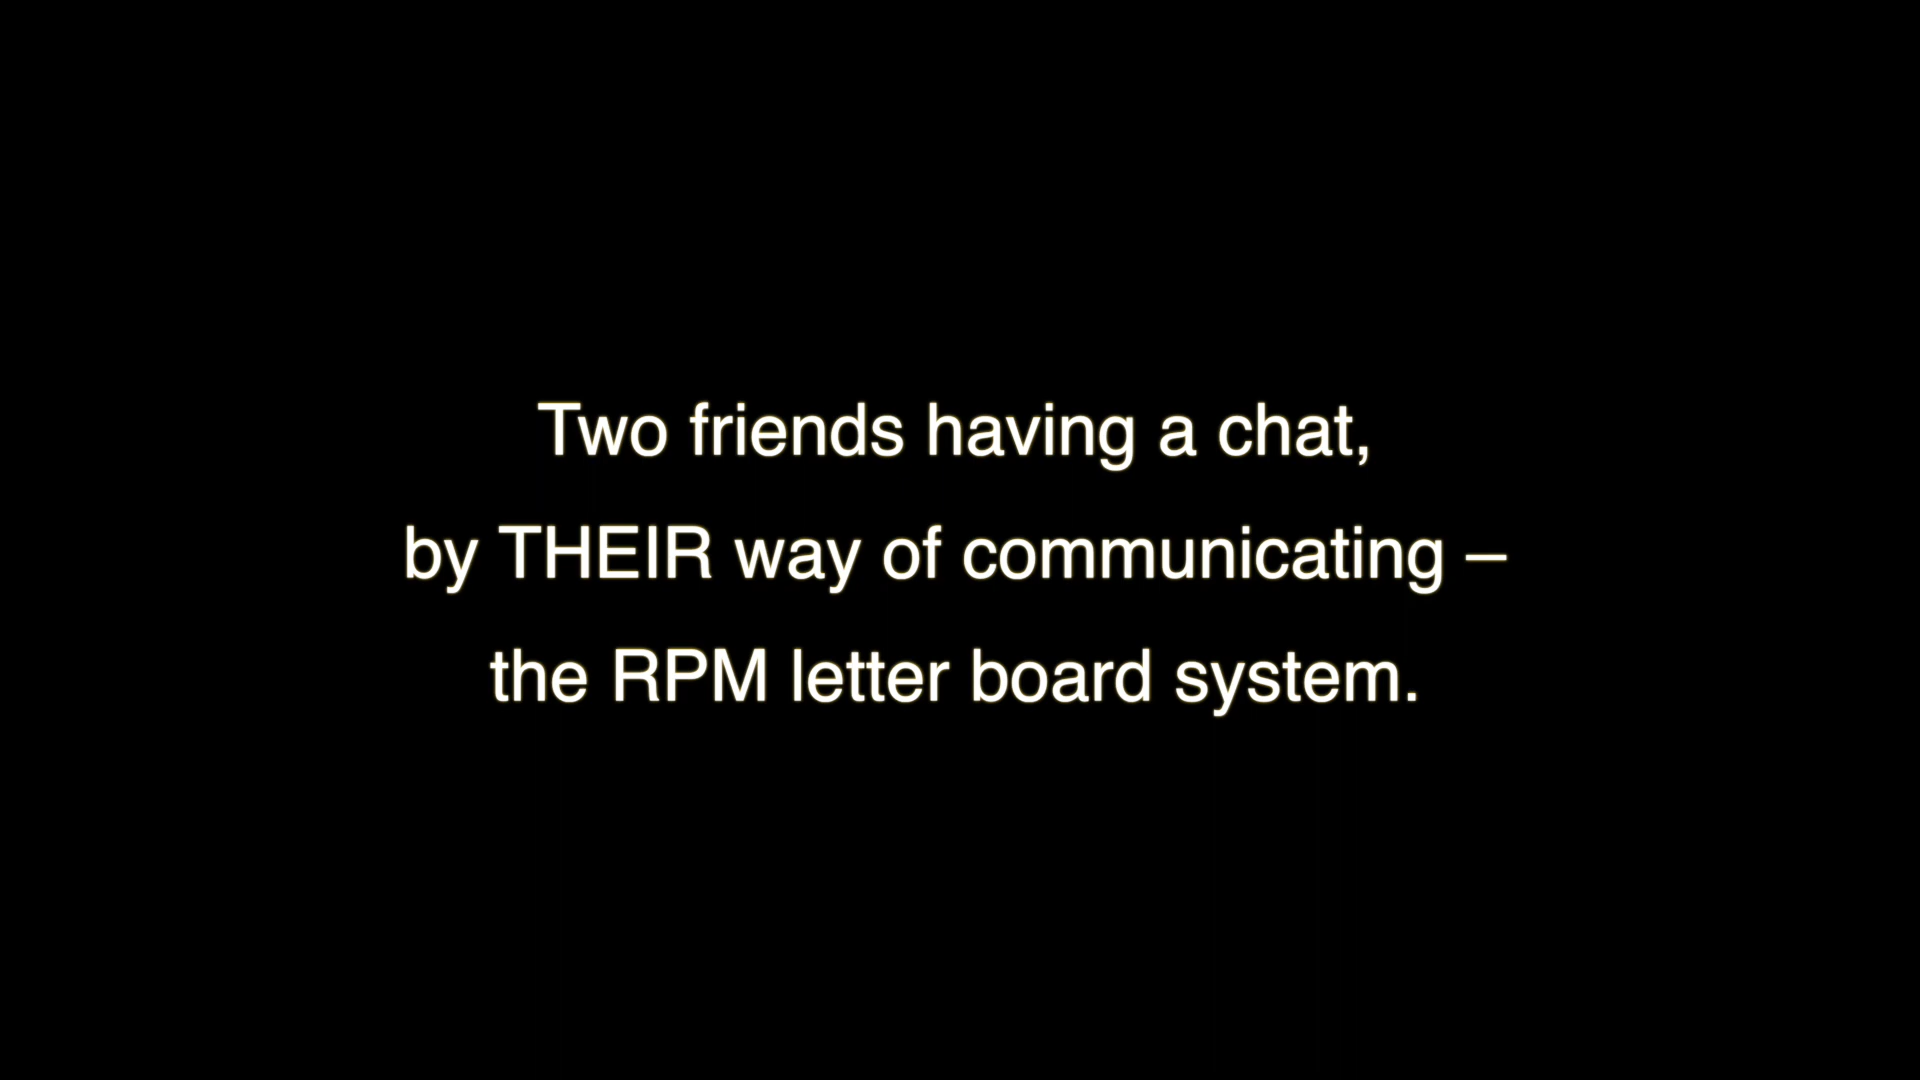 Two friends having a chat,
by THEIR way of communicating –
the RPM letter board system.